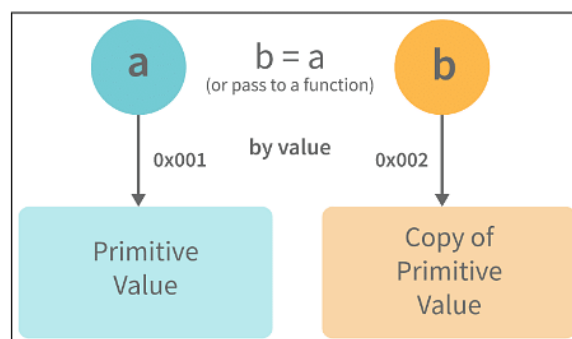 a
b = a
(or pass to a function)
b
0x001
by value
0x002
Primitive
Value
Copy of
Primitive
Value